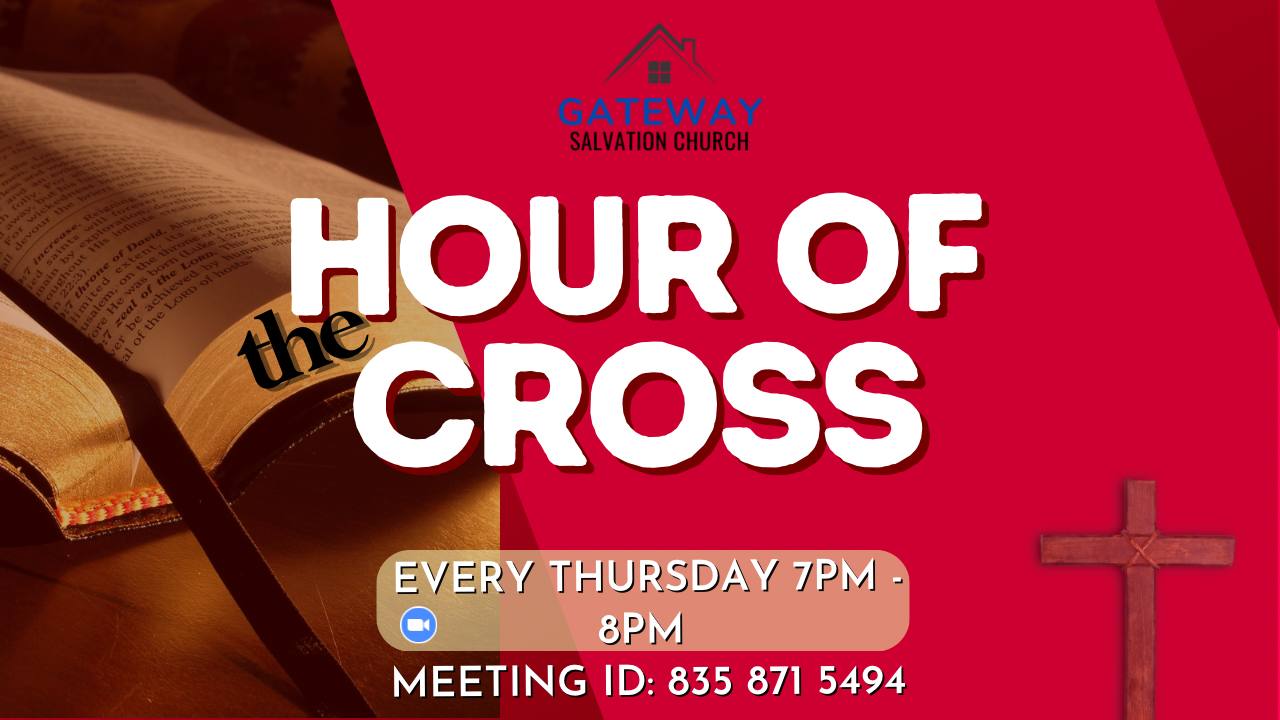 GATEWAY
SALVATION CHURCH
HOUR OF
the
CROSS
EVERY THURSDAY 7PM -
8PM
MEETING ID: 835 871 5494